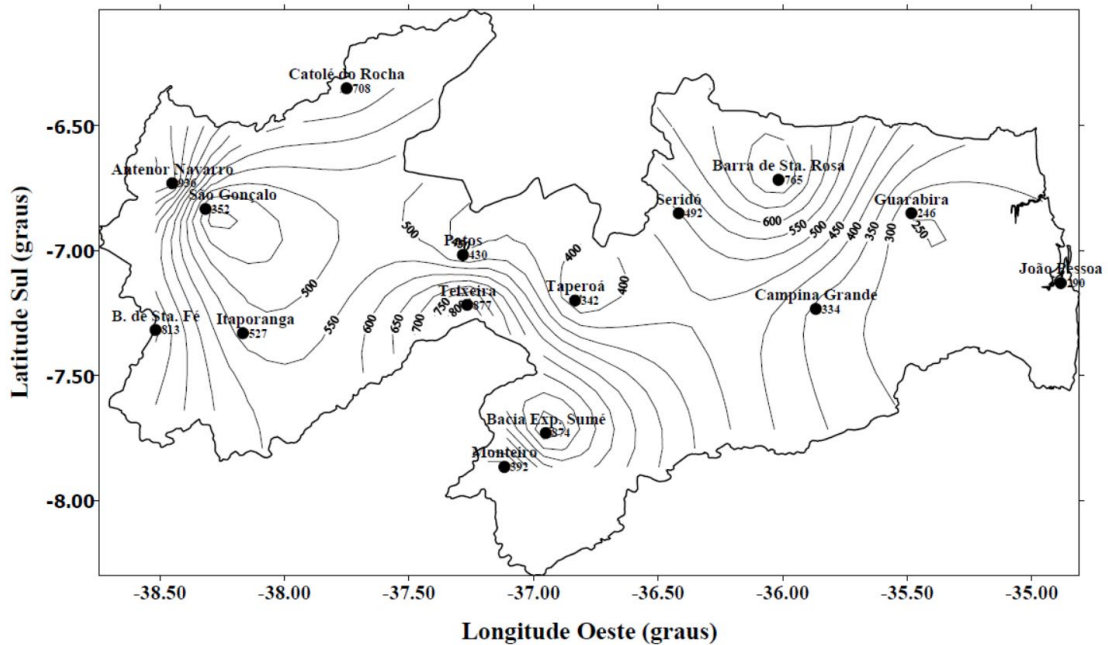 Catolé do Rocha
708
-6.50
Antenor Navarro
936
São Gonçalo
352
Barra de Sta. Rosa
765
Seridó
492
Guarabira
246
250
600
550
500
450
400
350
300
-7.00
500
Patos
430
400
400
João Pessoa
290
Taperoá
342
Teixeira
877
Campina Grande
334
500
550
600
650
700
750
B. de Sta. Fé
813
Itaporanga
527
-7.50
Bacia Exp. Sumé
Monteiro
392
-8.00
-38.50
-38.00
-37.50
-37.00
-36.50
-36.00
-35.50
-35.00
Latitude Sul (graus)
Longitude Oeste (graus)